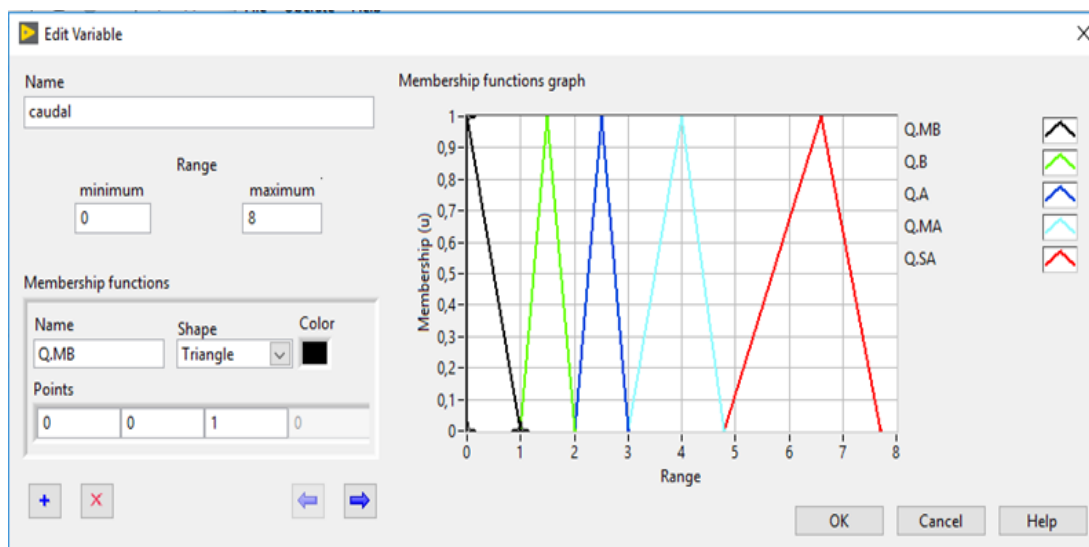 Edit Variable
Name
caudal
Range
minimum
maximum
0
8
Membership functions
Name
Shape
Color
Q.MB
Triangle
Points
0
0
1
0
+
Membership functions graph
Membership (u)
1
0,9
0,8
0,7
0,6
0,5
0,4
0,3
0,2
0,1
0
0 1 2 3 4 5 6 7 8
Range
Q.MB
Q.B
Q.A
Q.MA
Q.SA
OK
Cancel
Help